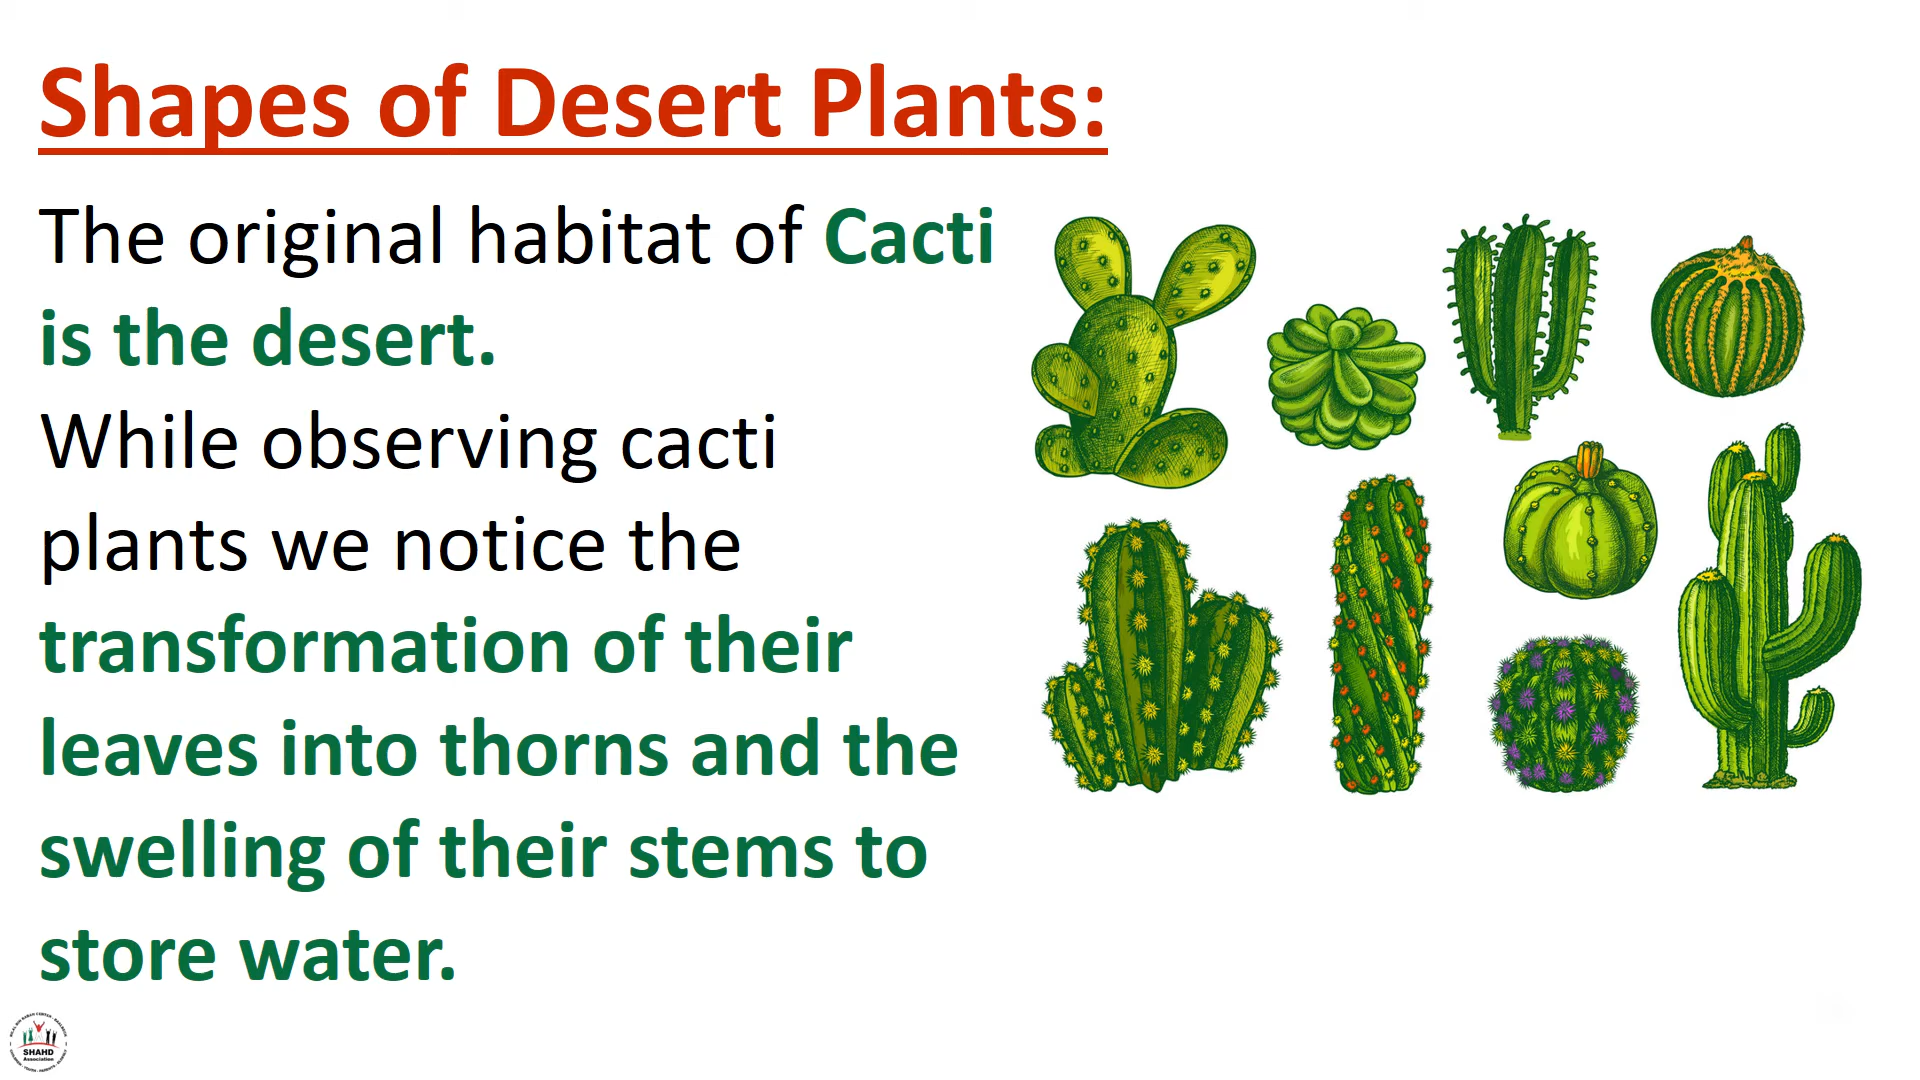 Shapes of Desert Plants:
The original habitat of Cacti
is the desert.
While observing cacti
plants we notice the
transformation of their
leaves into thorns and the
swelling of their stems to
store water.
SHAHD
Association